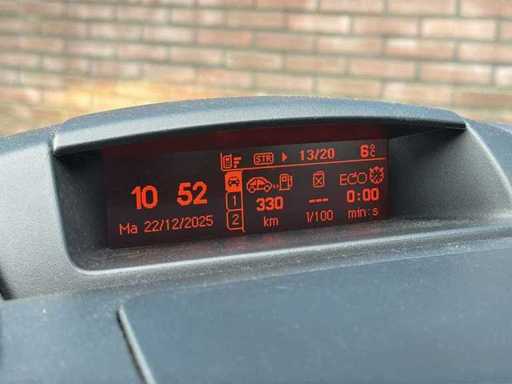 STR 13/20 6°C
10 52
1 330 --- ECO 0:00
Ma 22/12/2025 2 km l/100 min:s